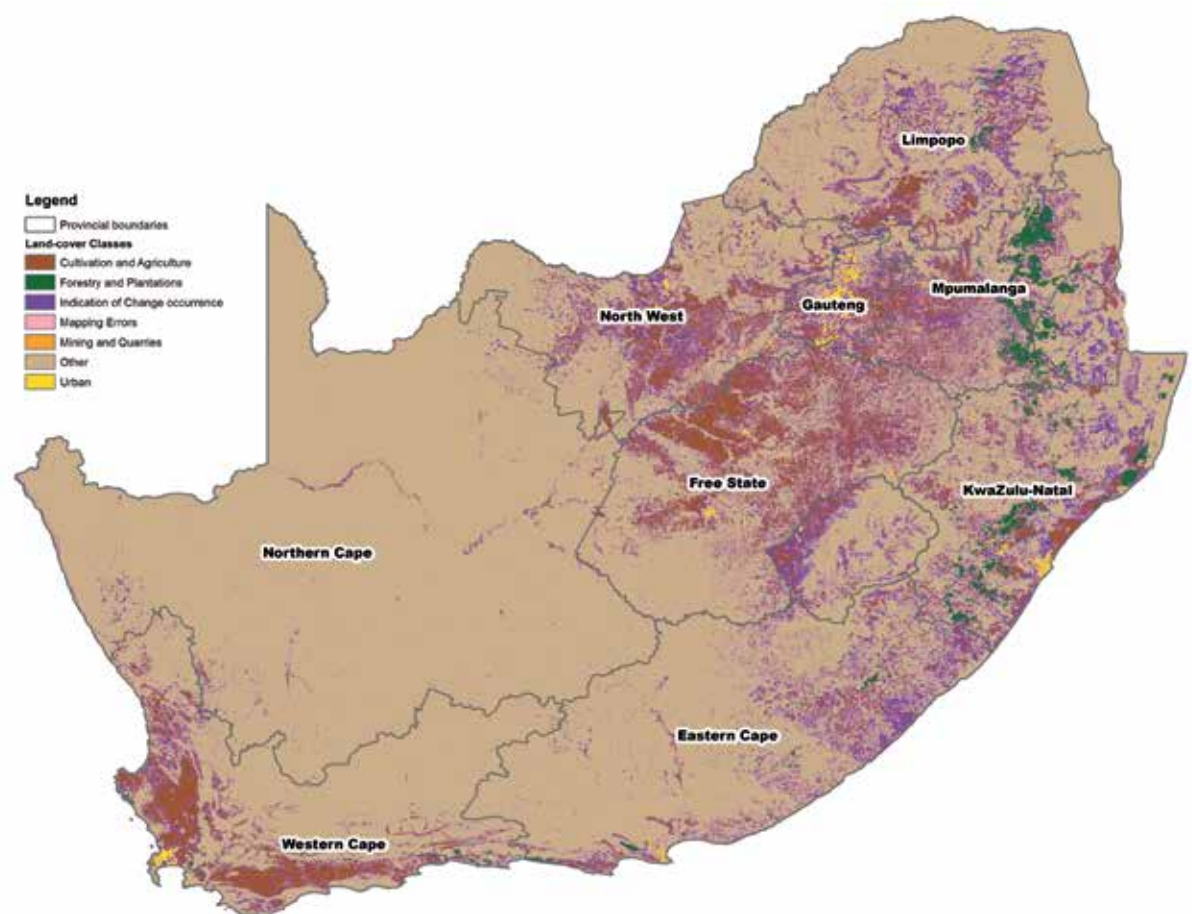 Legend
Provincial boundaries
Land-cover Classes
Cultivation and Agriculture
Forestry and Plantations
Indication of Change occurrence
Mapping Errors
Mining and Quarries
Other
Urban
Limpopo
Mpumalanga
Gauteng
North West
Free State
KwaZulu-Natal
Northern Cape
Eastern Cape
Western Cape